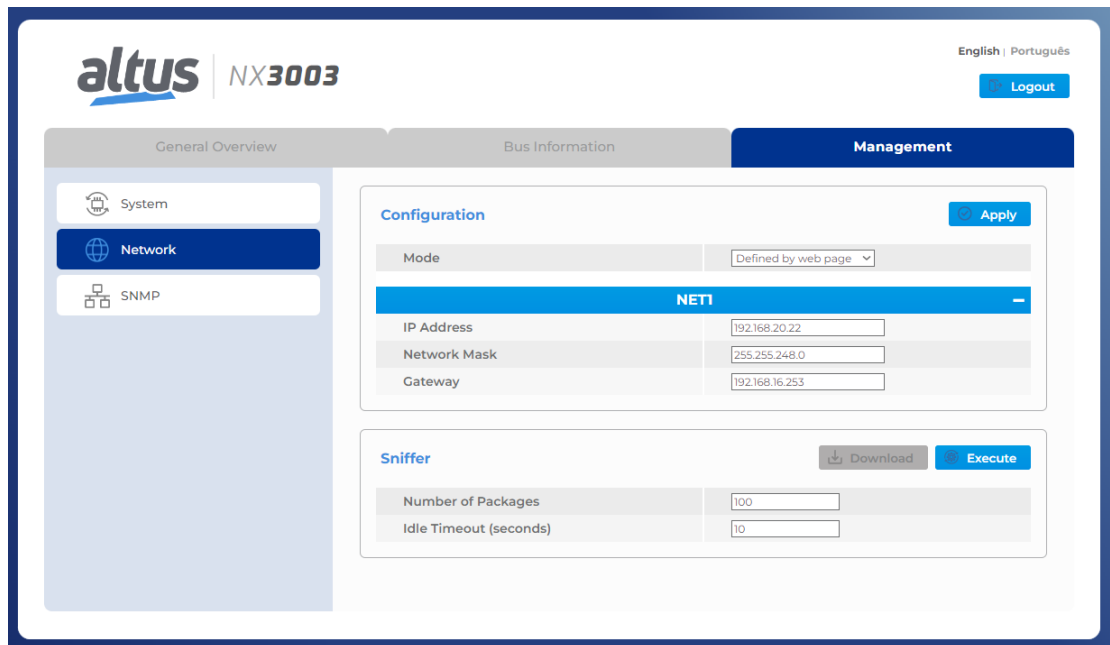 altus NX3003
English | Português
Logout
General Overview Bus Information Management
System
Network
SNMP
Configuration Apply
Mode Defined by web page
NET1 –
IP Address 192.168.20.22
Network Mask 255.255.248.0
Gateway 192.168.16.253
Sniffer Download Execute
Number of Packages 100
Idle Timeout (seconds) 10